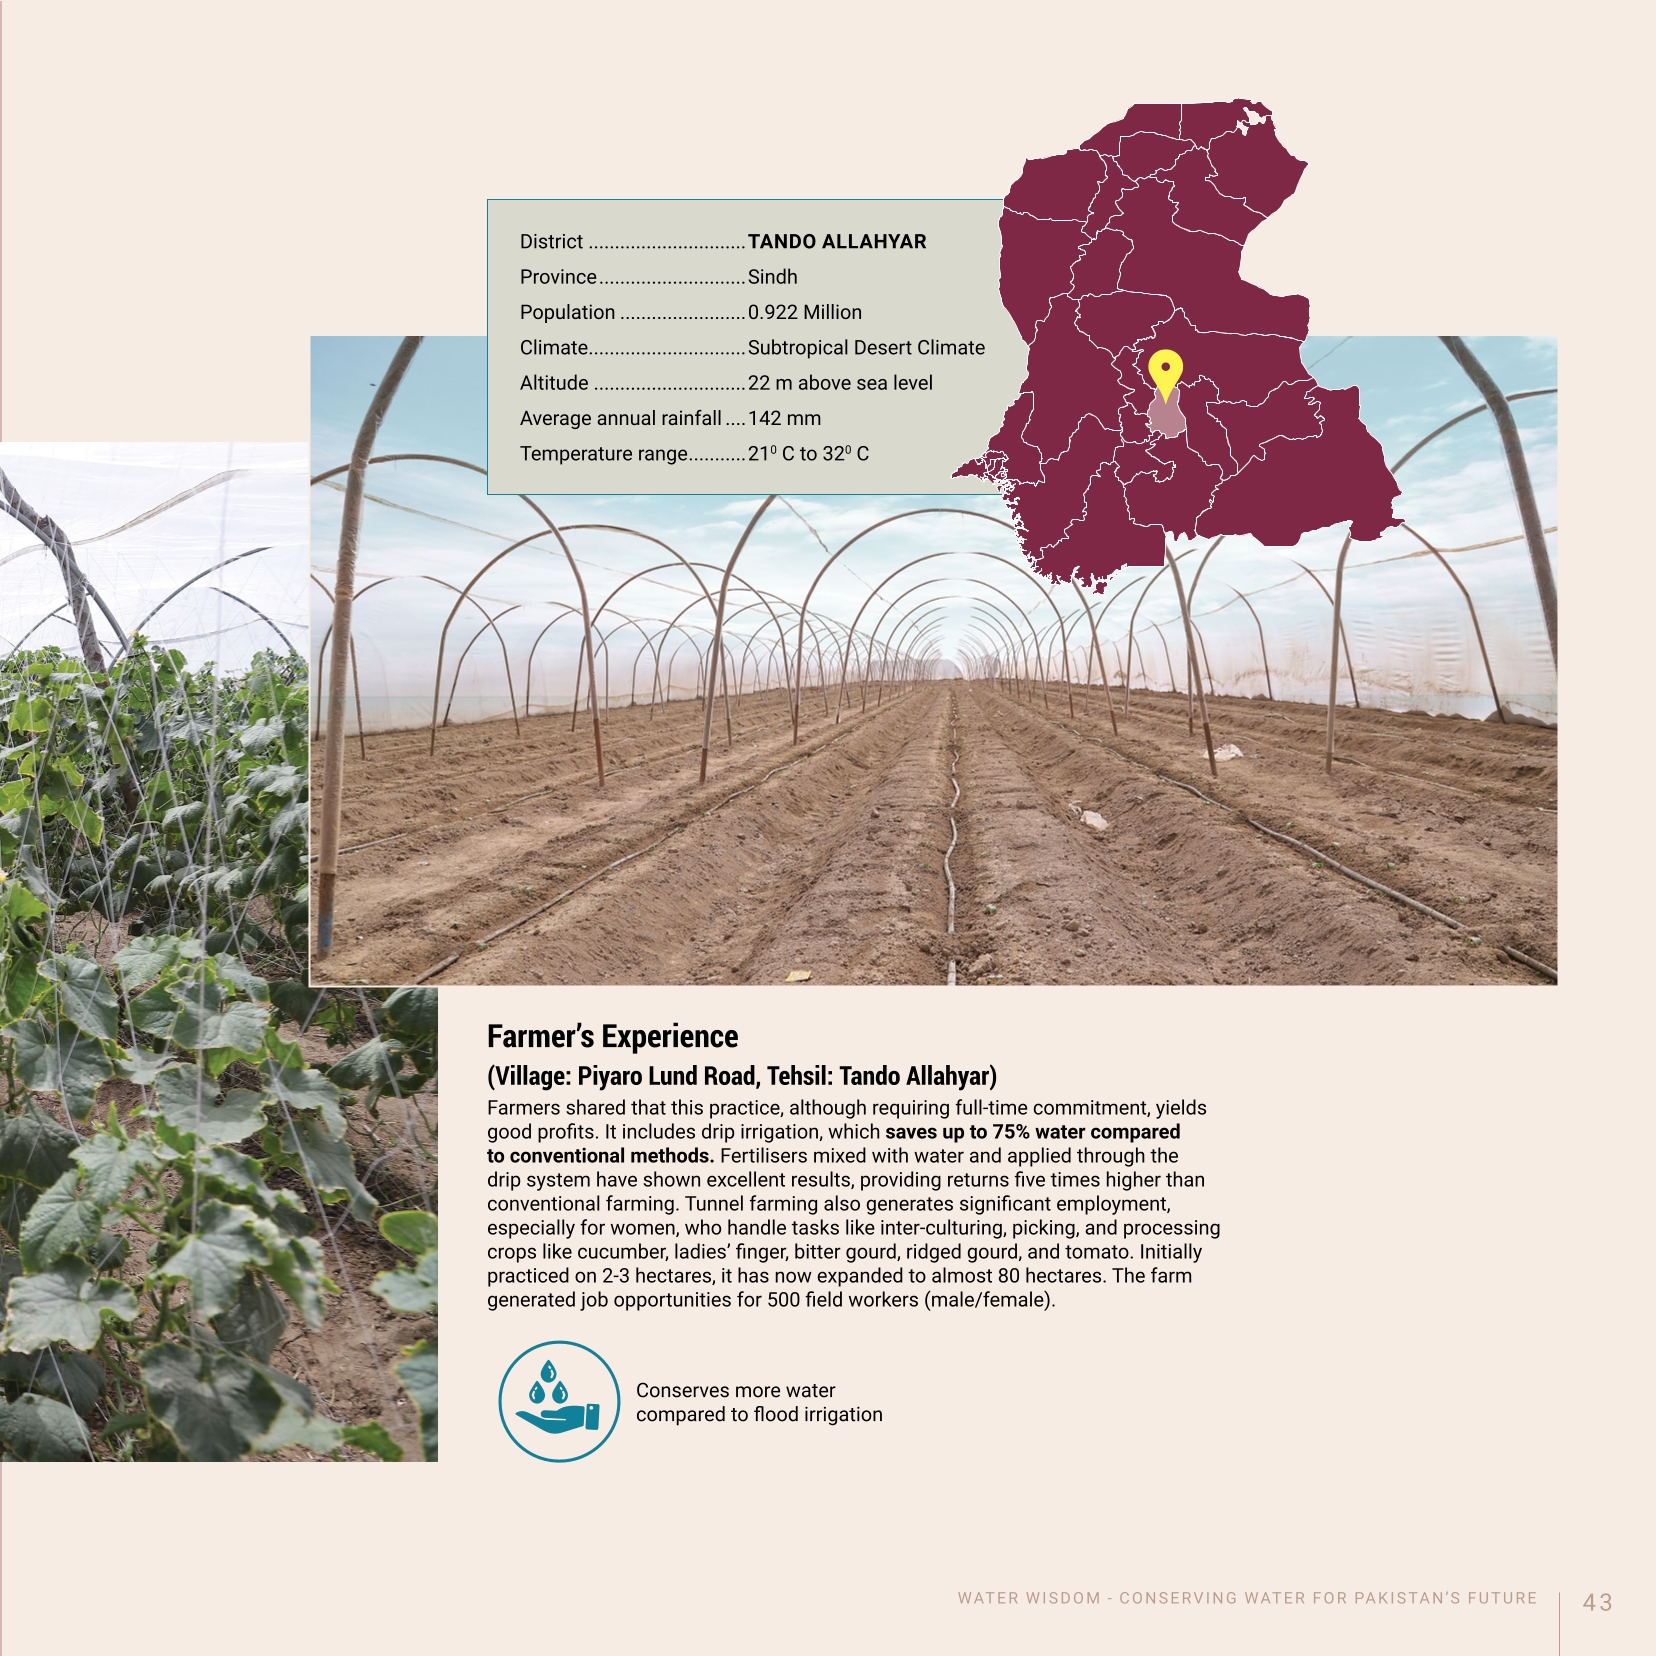 District ..............................TANDO ALLAHYAR
Province............................Sindh
Population ........................0.922 Million
Climate..............................Subtropical Desert Climate
Altitude .............................22 m above sea level
Average annual rainfall ....142 mm
Temperature range...........21⁰ C to 32⁰ C
Farmer’s Experience
(Village: Piyaro Lund Road, Tehsil: Tando Allahyar)
Farmers shared that this practice, although requiring full-time commitment, yields
good profits. It includes drip irrigation, which saves up to 75% water compared
to conventional methods. Fertilisers mixed with water and applied through the
drip system have shown excellent results, providing returns five times higher than
conventional farming. Tunnel farming also generates significant employment,
especially for women, who handle tasks like inter-culturing, picking, and processing
crops like cucumber, ladies’ finger, bitter gourd, ridged gourd, and tomato. Initially
practiced on 2-3 hectares, it has now expanded to almost 80 hectares. The farm
generated job opportunities for 500 field workers (male/female).
Conserves more water
compared to flood irrigation
WATER WISDOM - CONSERVING WATER FOR PAKISTAN’S FUTURE
43